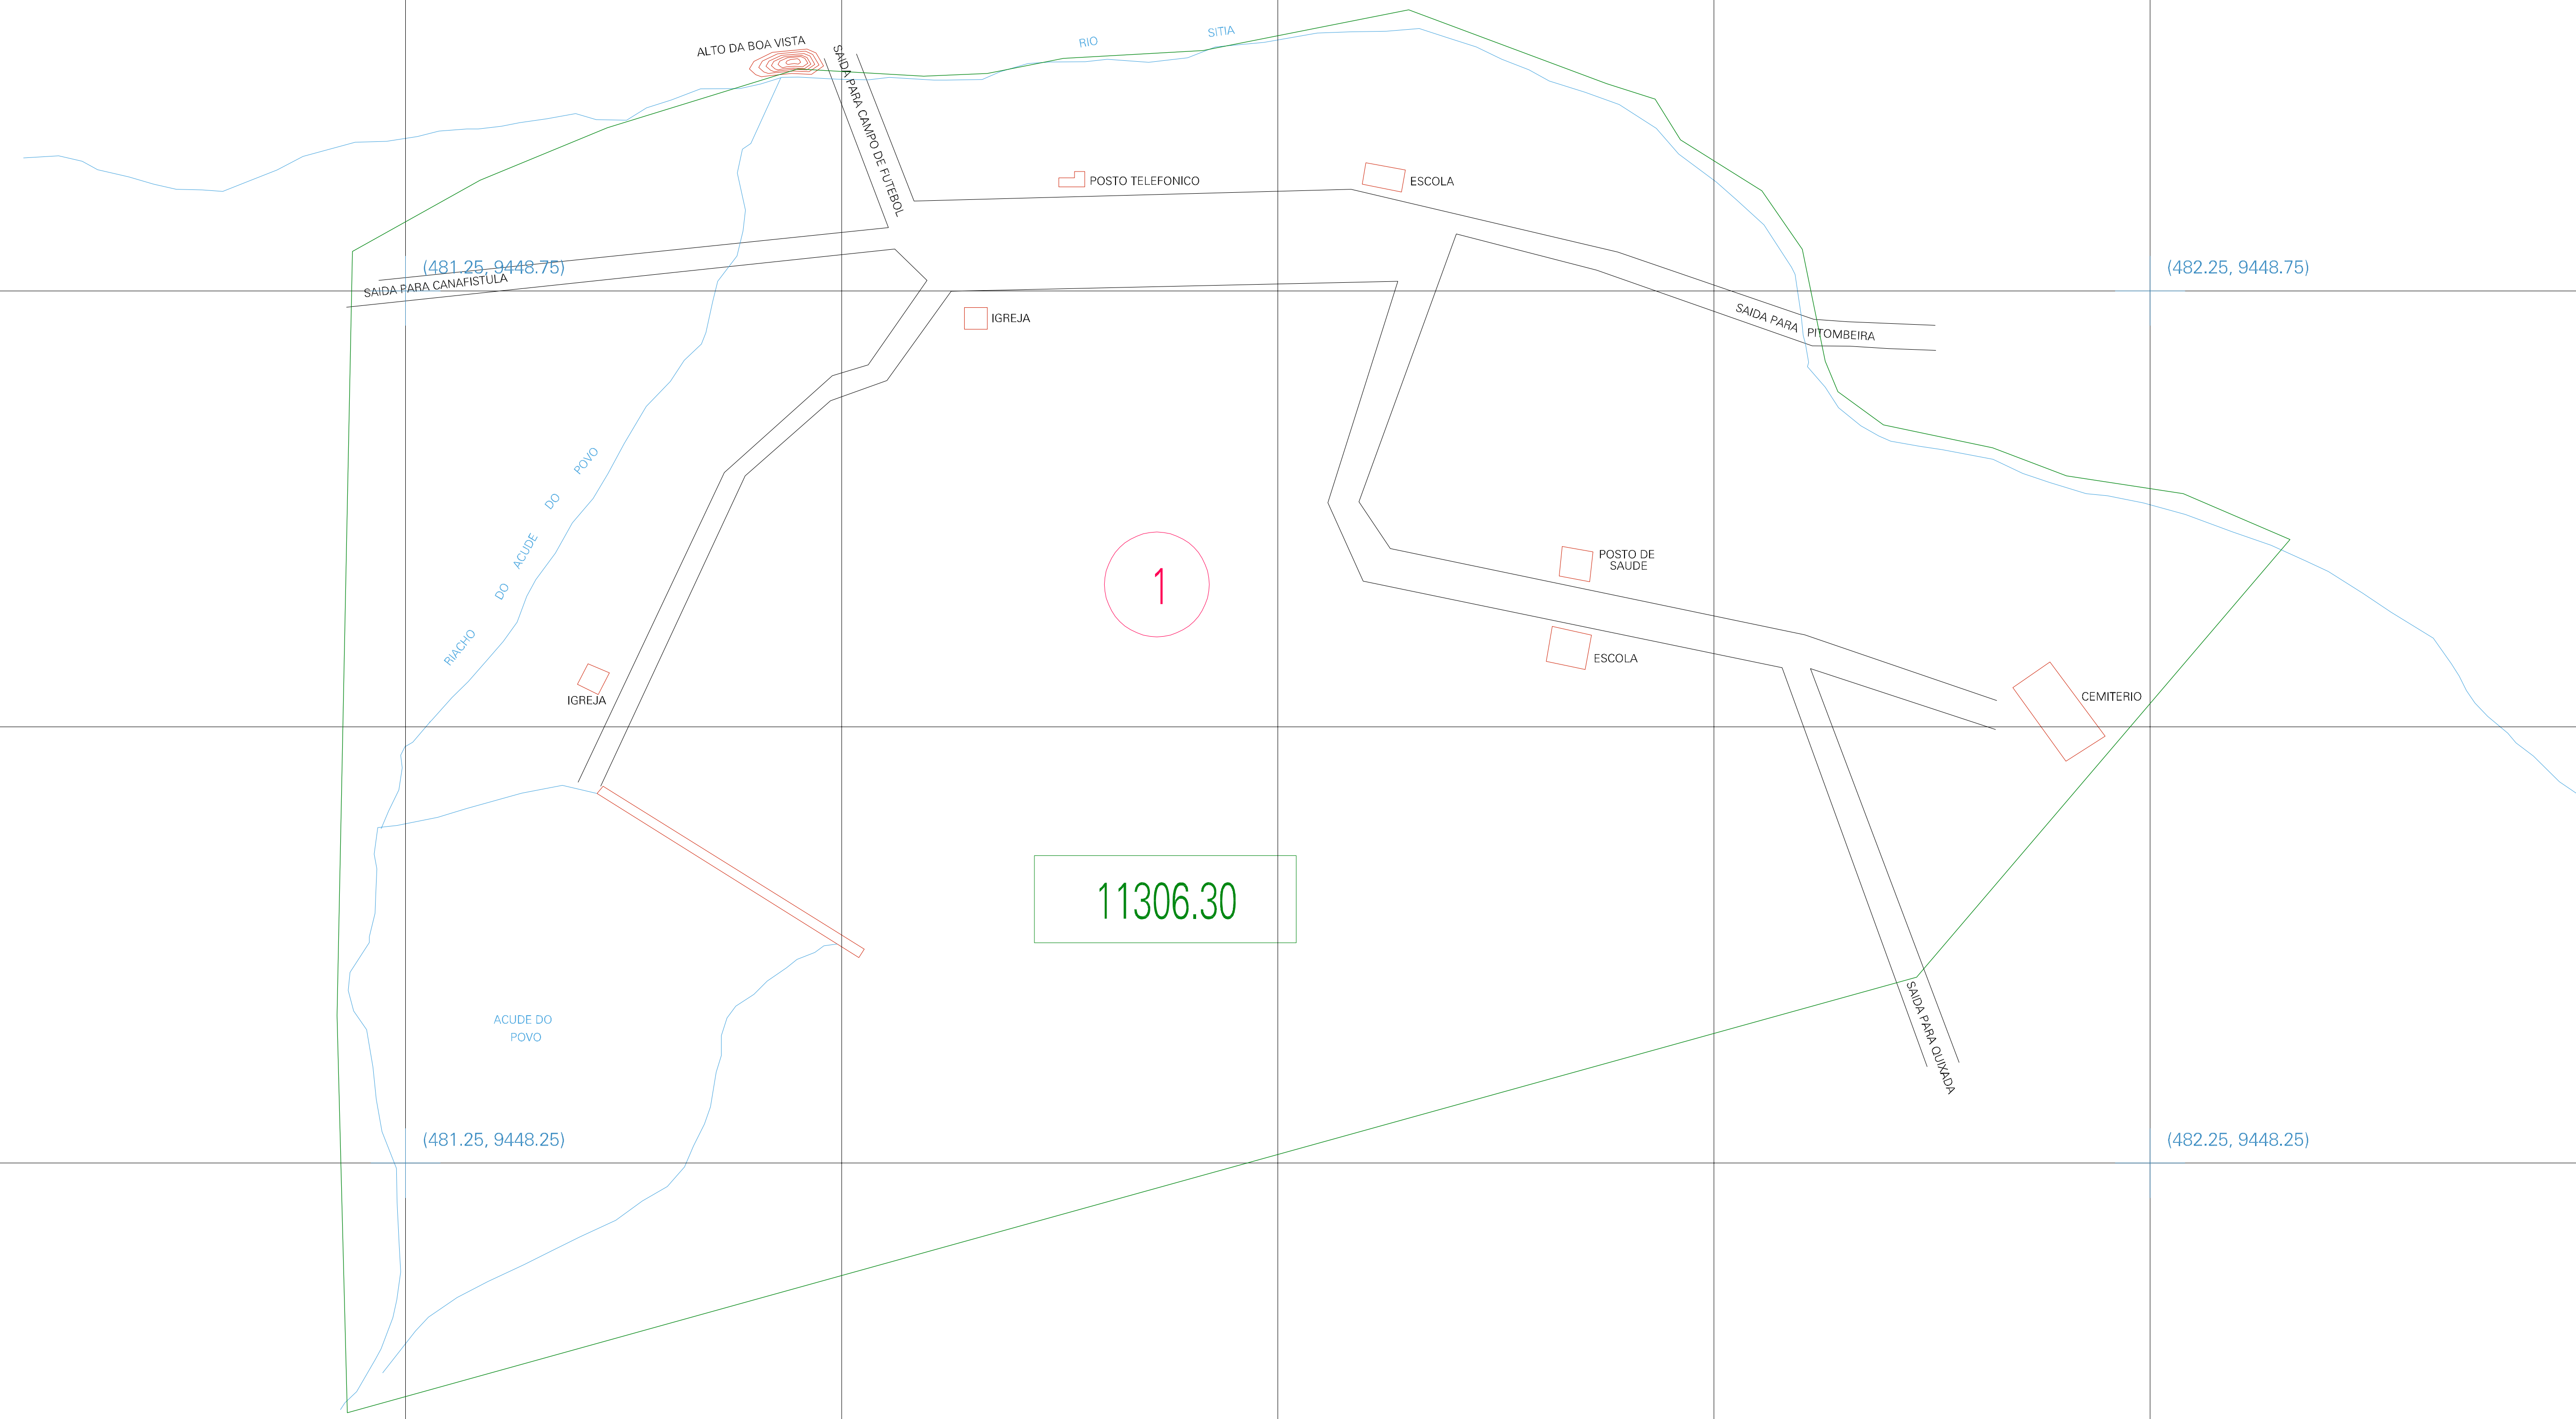 ALTO DA BOA VISTA
SAIDA PARA CAMPO DE FUTEBOL
RIO SITIA
POSTO TELEFONICO
ESCOLA
(481.25, 9448.75)
(482.25, 9448.75)
SAIDA PARA CANAFISTULA
IGREJA
SAIDA PARA PITOMBEIRA
RIACHO DO ACUDE DO POVO
1
POSTO DE
SAUDE
ESCOLA
IGREJA
CEMITERIO
11306.30
ACUDE DO
POVO
SAIDA PARA QUIXADA
(481.25, 9448.25)
(482.25, 9448.25)